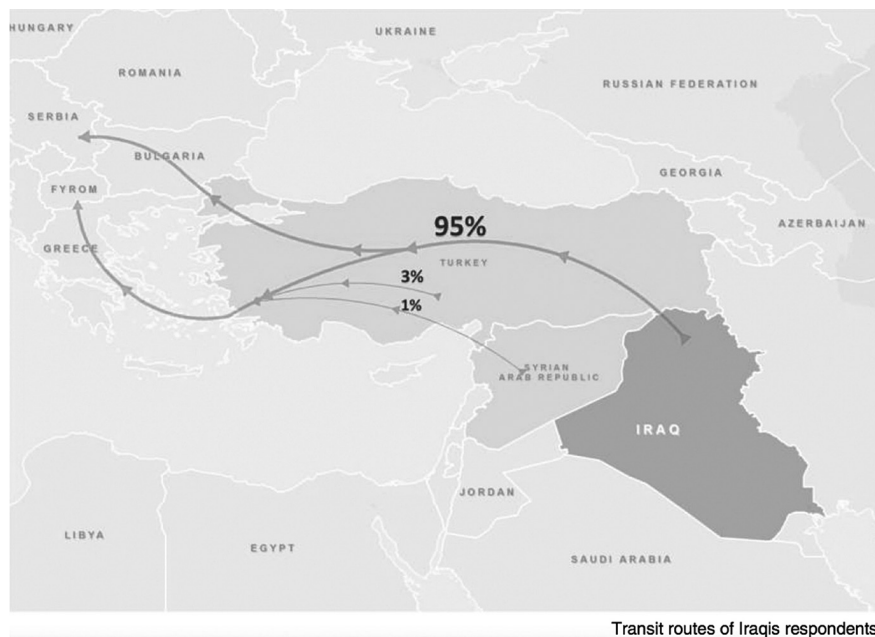 HUNGARY
UKRAINE
ROMANIA
RUSSIAN FEDERATION
SERBIA
BULGARIA
GEORGIA
FYROM
AZERBAIJAN
95%
GREECE
TURKEY
3%
1%
SYRIAN
ARAB REPUBLIC
IRAQ
JORDAN
LIBYA
EGYPT
SAUDI ARABIA
Transit routes of Iraqis respondents